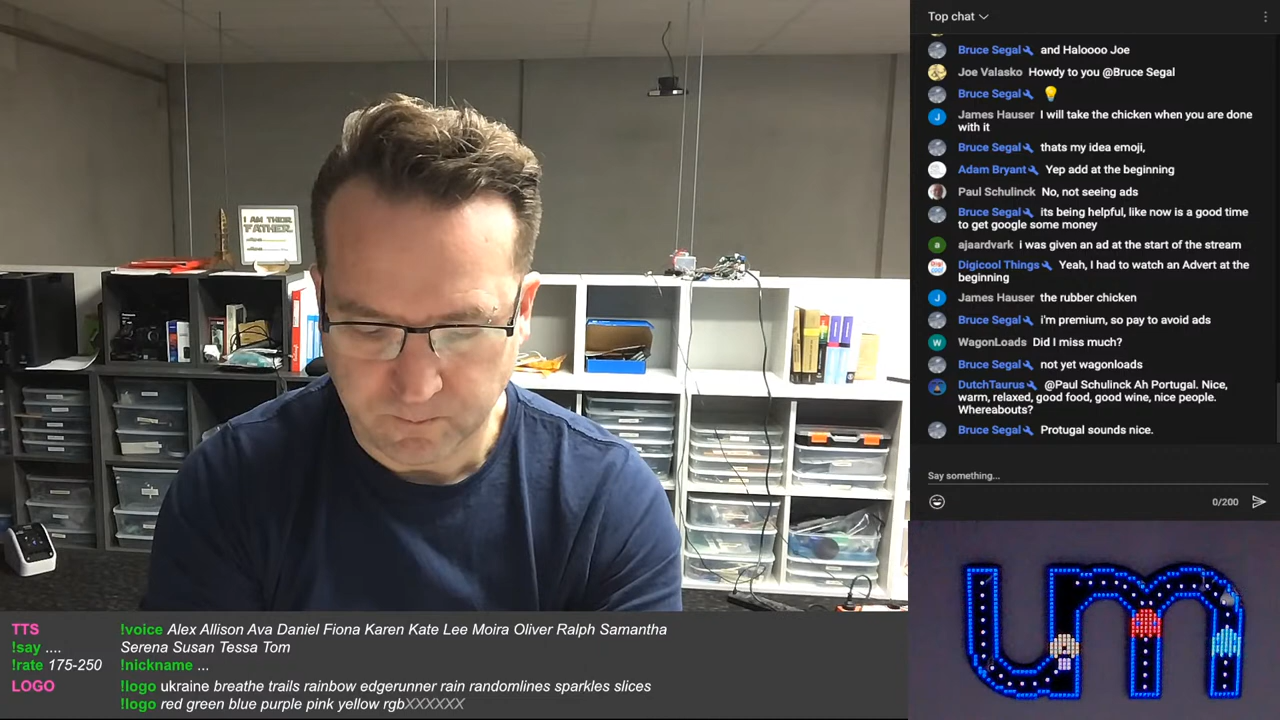 Top chat
Bruce Segal and Haloooo Joe
Joe Valasko Howdy to you @Bruce Segal
Bruce Segal
James Hauser I will take the chicken when you are done
with it
Bruce Segal thats my idea emoji,
Adam Bryant Yep add at the beginning
Paul Schulinck No, not seeing ads
Bruce Segal its being helpful, like now is a good time
to get google some money
ajaardvark i was given an ad at the start of the stream
Digicool Things Yeah, I had to watch an Advert at the
beginning
James Hauser the rubber chicken
Bruce Segal i'm premium, so pay to avoid ads
WagonLoads Did I miss much?
Bruce Segal not yet wagonloads
DutchTaurus @Paul Schulinck Ah Portugal. Nice,
warm, relaxed, good food, good wine, nice people.
Whereabouts?
Bruce Segal Protugal sounds nice.
Say something...
0/200
I AM THEIR
FATHER
um
TTS !voice Alex Allison Ava Daniel Fiona Karen Kate Lee Moira Oliver Ralph Samantha
!say .... Serena Susan Tessa Tom
!rate 175-250 !nickname ...
LOGO !logo ukraine breathe trails rainbow edgerunner rain randomlines sparkles slices
!logo red green blue purple pink yellow rgbXXXXXX